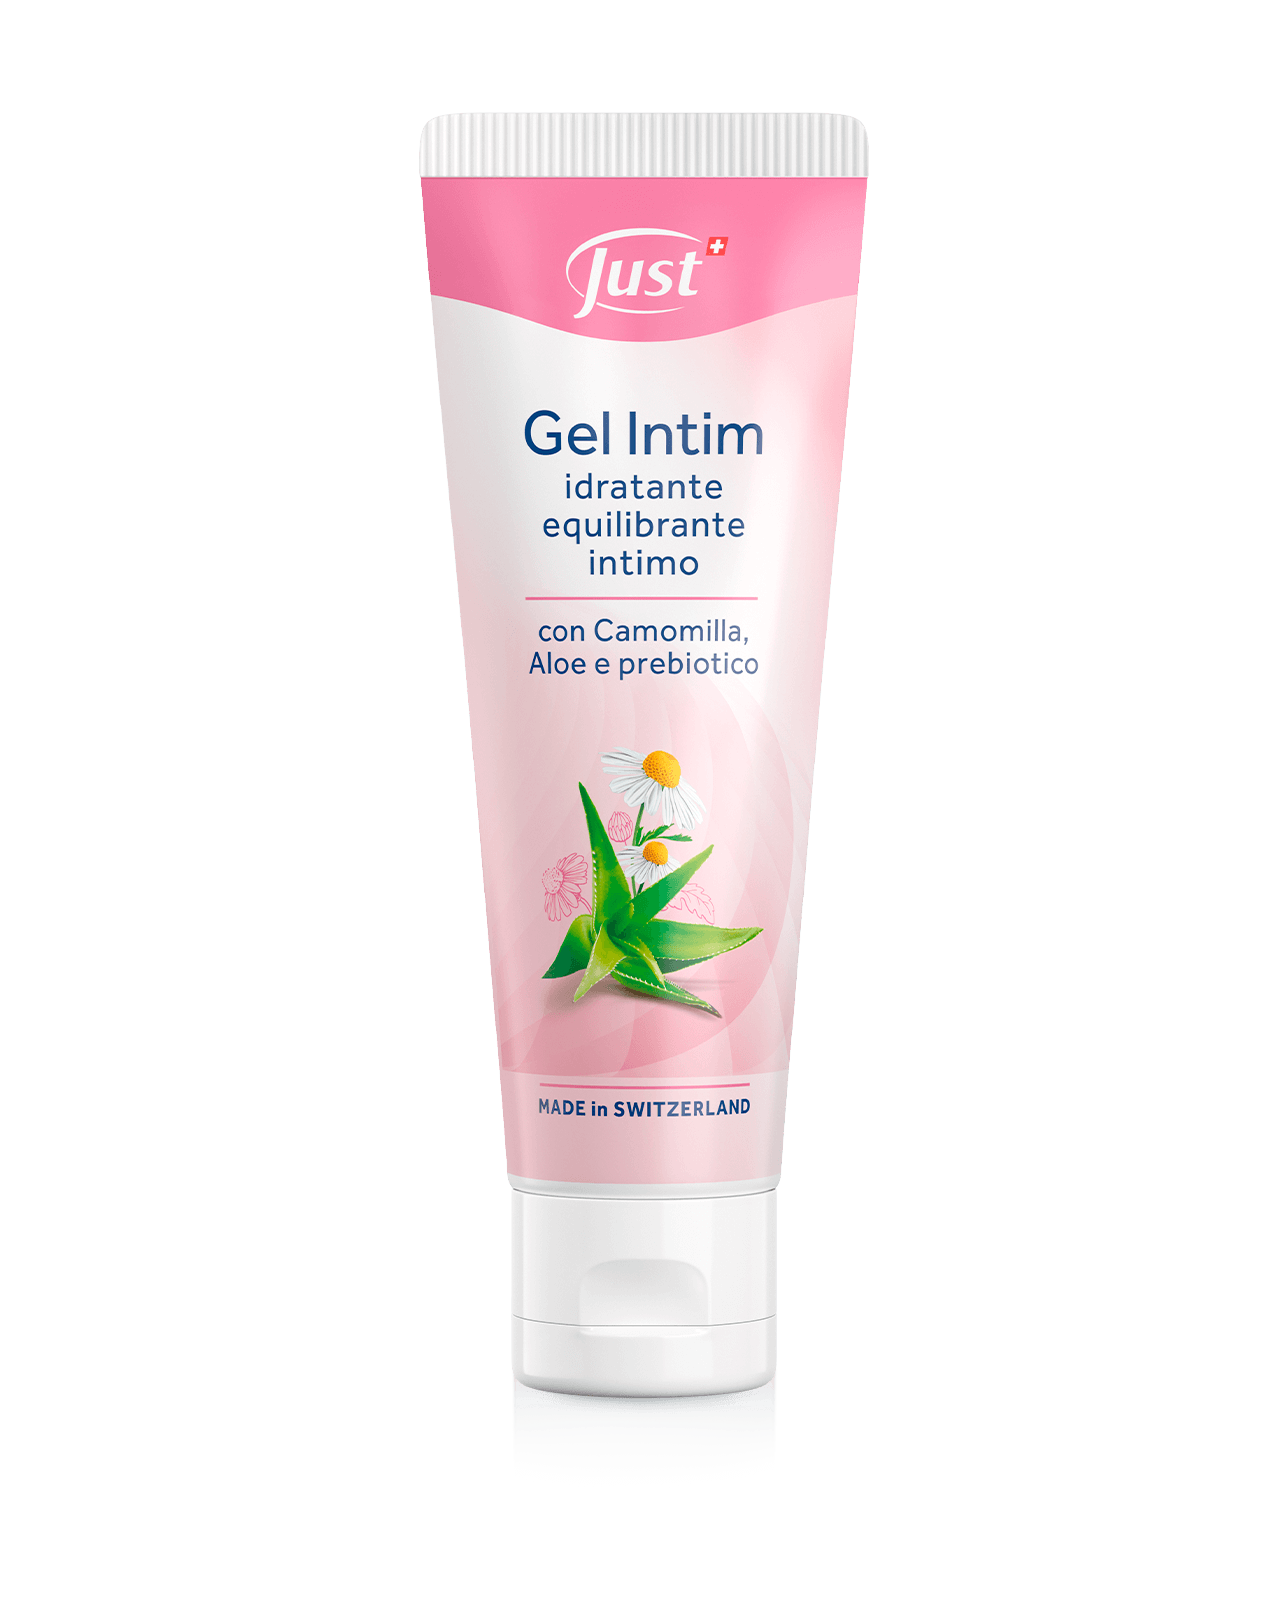 Just
Gel Intim
idratante
equilibrante
intimo
con Camomilla,
Aloe e prebiotico
MADE in SWITZERLAND